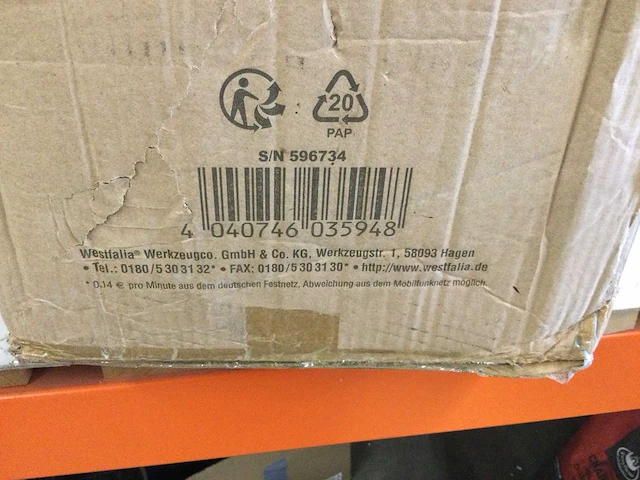 20
PAP
S/N 596734
4 040746 035948
Westfalia® Werkzeugco. GmbH & Co. KG, Werkzeugstr. 1, 58093 Hagen
• Tel.: 0180/5 30 31 32* • FAX: 0180/5 30 31 30* • http://www.westfalia.de
* 0,14 € pro Minute aus dem deutschen Festnetz, Abweichung aus dem Mobilfunknetz möglich.